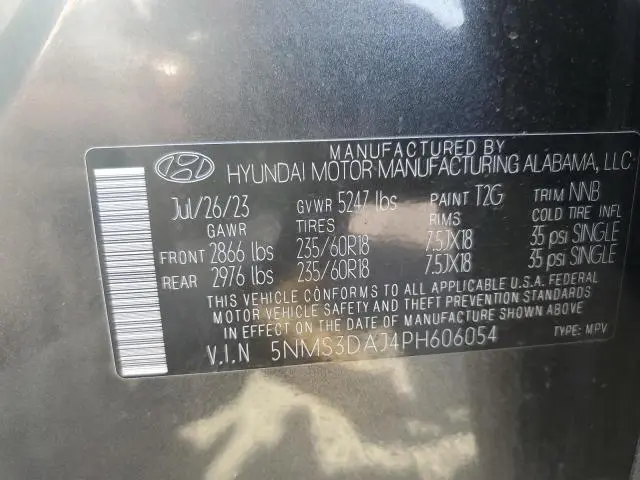 MANUFACTURED BY
HYUNDAI MOTOR MANUFACTURING ALABAMA, LLC.
Jul/26/23 GVWR 5247 lbs PAINT T2G TRIM NNB
GAWR TIRES RIMS COLD TIRE INFL
FRONT 2866 lbs 235/60R18 7.5JX18 35 psi SINGLE
REAR 2976 lbs 235/60R18 7.5JX18 35 psi SINGLE
THIS VEHICLE CONFORMS TO ALL APPLICABLE U.S.A. FEDERAL
MOTOR VEHICLE SAFETY AND THEFT PREVENTION STANDARDS
IN EFFECT ON THE DATE OF MANUFACTURE SHOWN ABOVE.
V.I.N 5NMS3DAJ4PH606054 TYPE: MPV